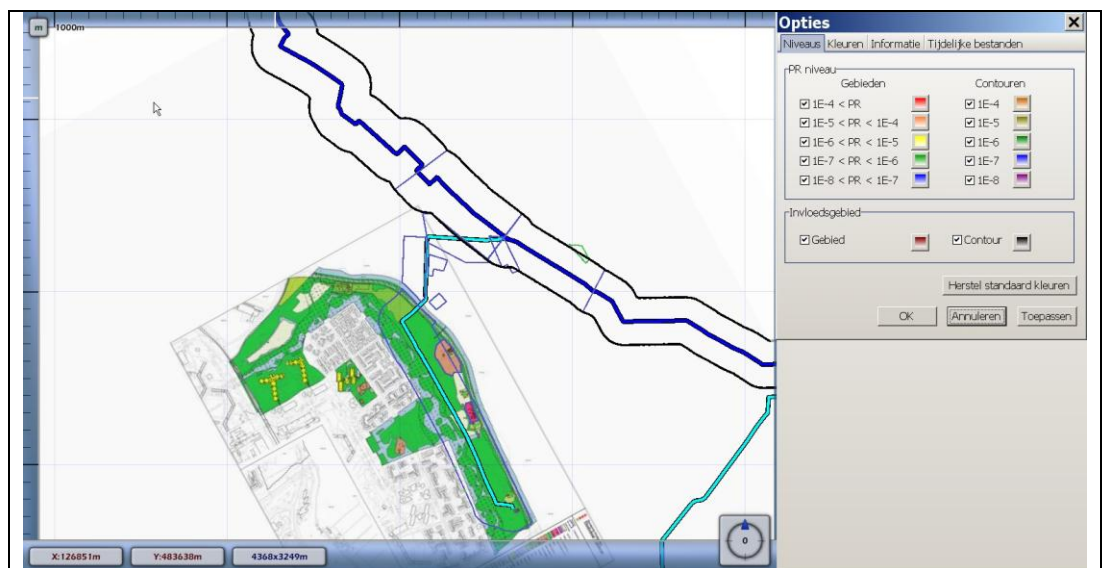 m
1000m
Opties
Niveaus Kleuren Informatie Tijdelijke bestanden
PR niveau
Gebieden Contouren
1E-4 < PR 1E-4
1E-5 < PR < 1E-4 1E-5
1E-6 < PR < 1E-5 1E-6
1E-7 < PR < 1E-6 1E-7
1E-8 < PR < 1E-7 1E-8
Invloedsgebied
Gebied Contour
Herstel standaard kleuren
OK Annuleren Toepassen
0
X:126851m Y:483638m 4368x3249m